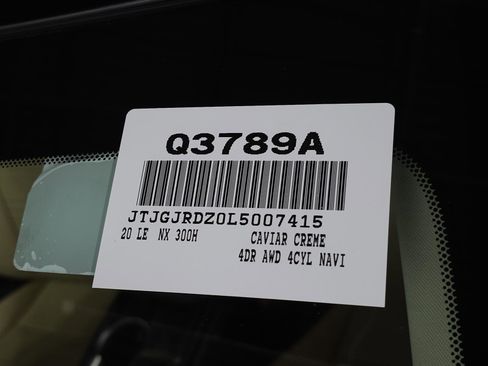 Q3789A
JTJGJRDZ0L5007415
20 LE NX 300H CAVIAR CREME
4DR AWD 4CYL NAVI